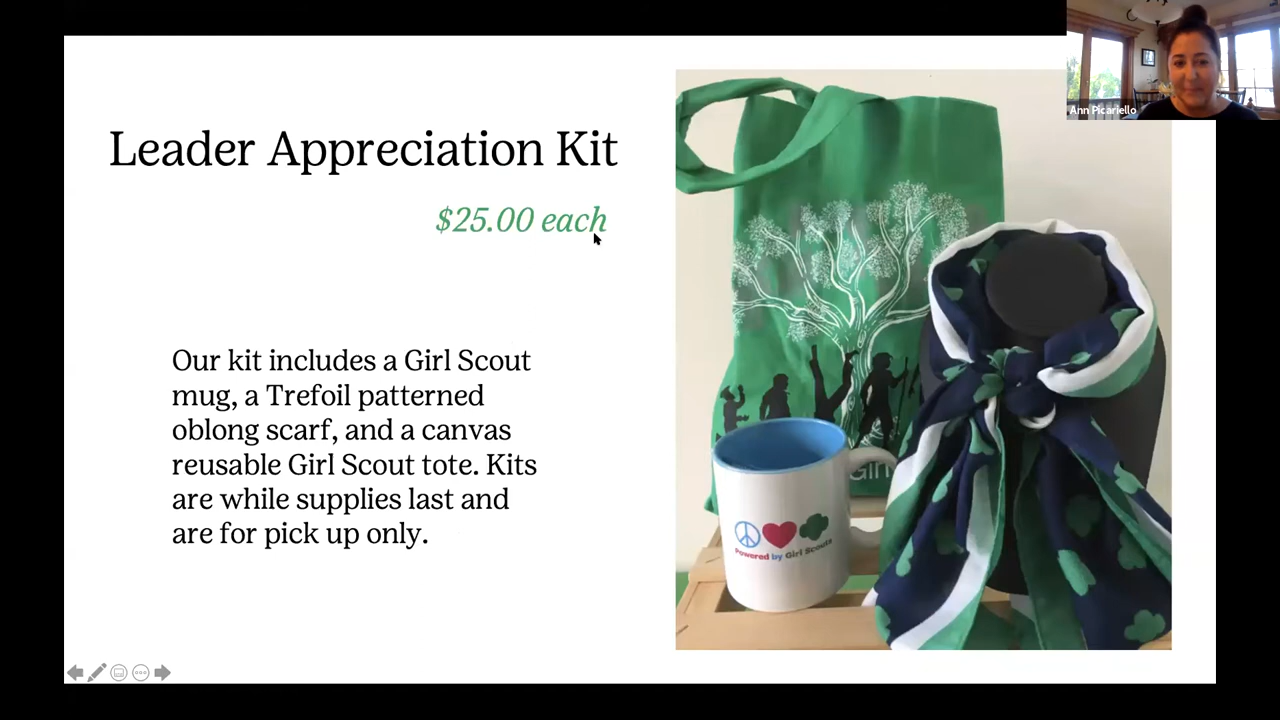 Ann Picariello
Leader Appreciation Kit
$25.00 each
Our kit includes a Girl Scout
mug, a Trefoil patterned
oblong scarf, and a canvas
reusable Girl Scout tote. Kits
are while supplies last and
are for pick up only.
Powered by Girl Scouts